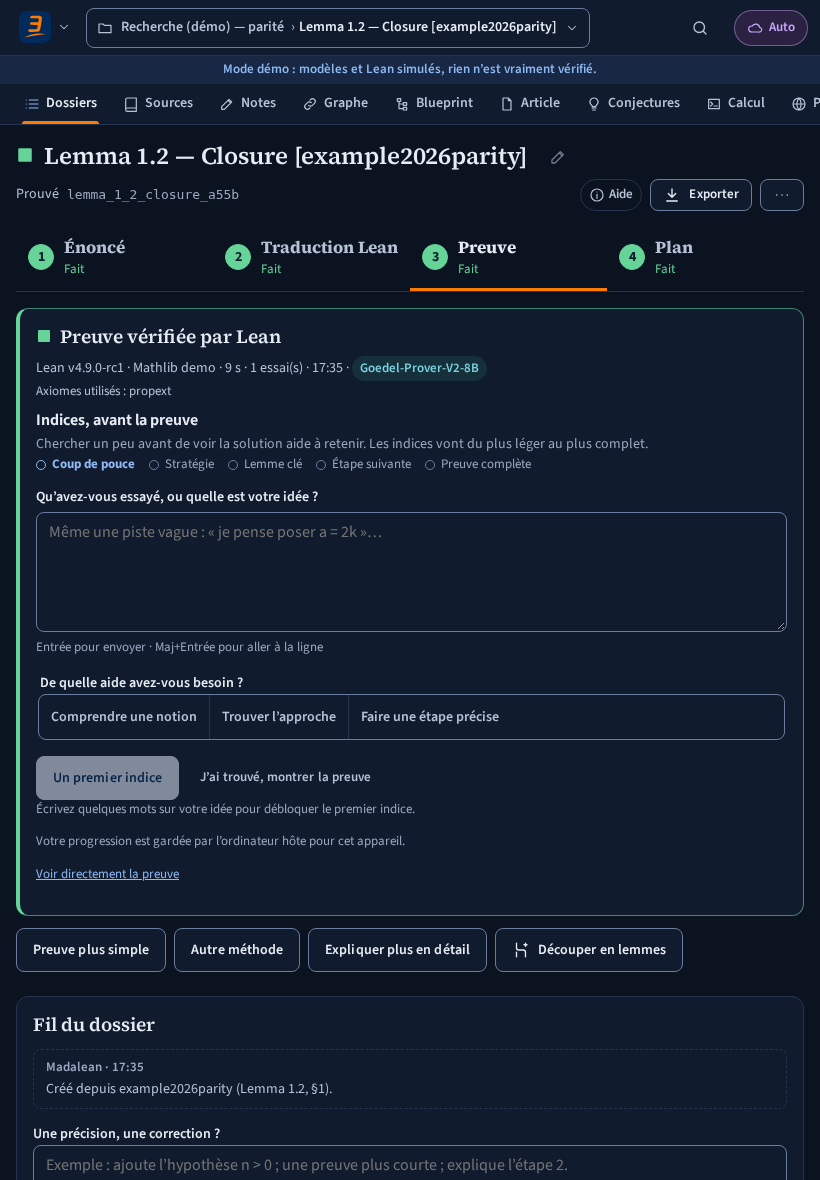 Recherche (démo) — parité › Lemma 1.2 — Closure [example2026parity]
Auto
Mode démo : modèles et Lean simulés, rien n’est vraiment vérifié.
Dossiers Sources Notes Graphe Blueprint Article Conjectures Calcul P
Lemma 1.2 — Closure [example2026parity]
Prouvé lemma_1_2_closure_a55b
Aide Exporter ···
1 Énoncé Fait
2 Traduction Lean Fait
3 Preuve Fait
4 Plan Fait
Preuve vérifiée par Lean
Lean v4.9.0-rc1 · Mathlib demo · 9 s · 1 essai(s) · 17:35 · Goedel-Prover-V2-8B
Axiomes utilisés : propext
Indices, avant la preuve
Chercher un peu avant de voir la solution aide à retenir. Les indices vont du plus léger au plus complet.
Coup de pouce Stratégie Lemme clé Étape suivante Preuve complète
Qu’avez-vous essayé, ou quelle est votre idée ?
Même une piste vague : « je pense poser a = 2k »…
Entrée pour envoyer · Maj+Entrée pour aller à la ligne
De quelle aide avez-vous besoin ?
Comprendre une notion Trouver l’approche Faire une étape précise
Un premier indice J’ai trouvé, montrer la preuve
Écrivez quelques mots sur votre idée pour débloquer le premier indice.
Votre progression est gardée par l’ordinateur hôte pour cet appareil.
Voir directement la preuve
Preuve plus simple Autre méthode Expliquer plus en détail Découper en lemmes
Fil du dossier
Madalean · 17:35
Créé depuis example2026parity (Lemma 1.2, §1).
Une précision, une correction ?
Exemple : ajoute l’hypothèse n > 0 ; une preuve plus courte ; explique l’étape 2.